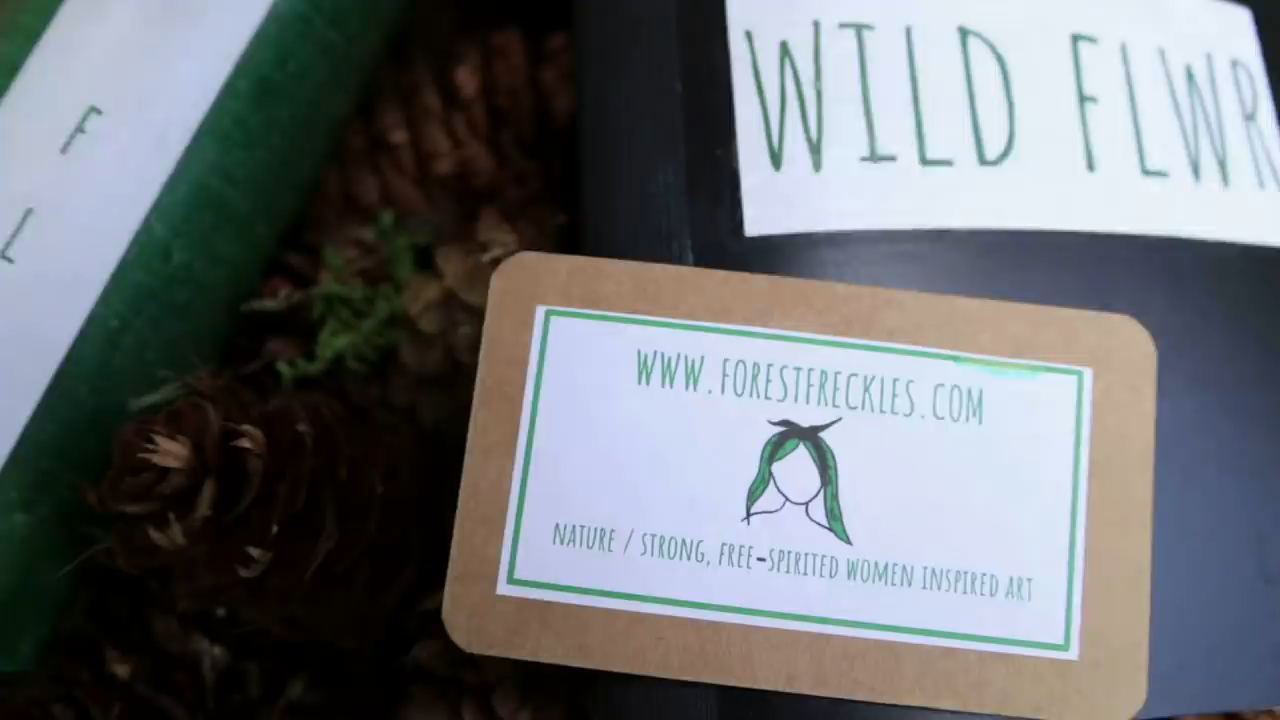 F
L
WILD FLWR
WWW.FORESTFRECKLES.COM
NATURE / STRONG, FREE-SPIRITED WOMEN INSPIRED ART